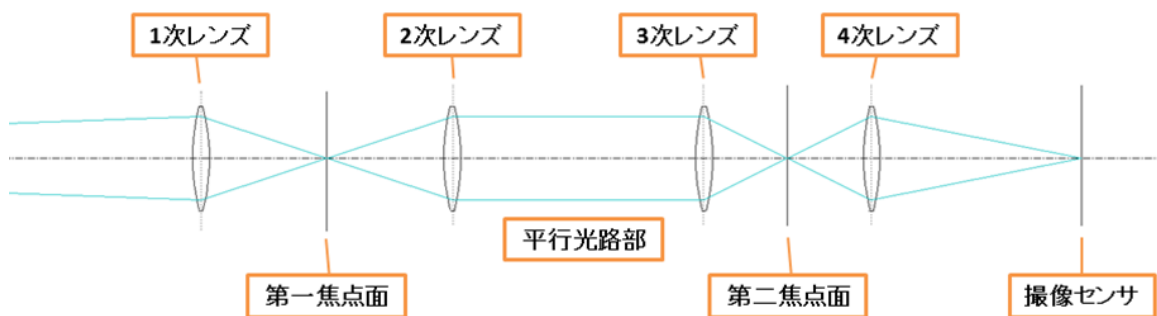 1次レンズ
2次レンズ
3次レンズ
4次レンズ
平行光路部
第一焦点面
第二焦点面
撮像センサ